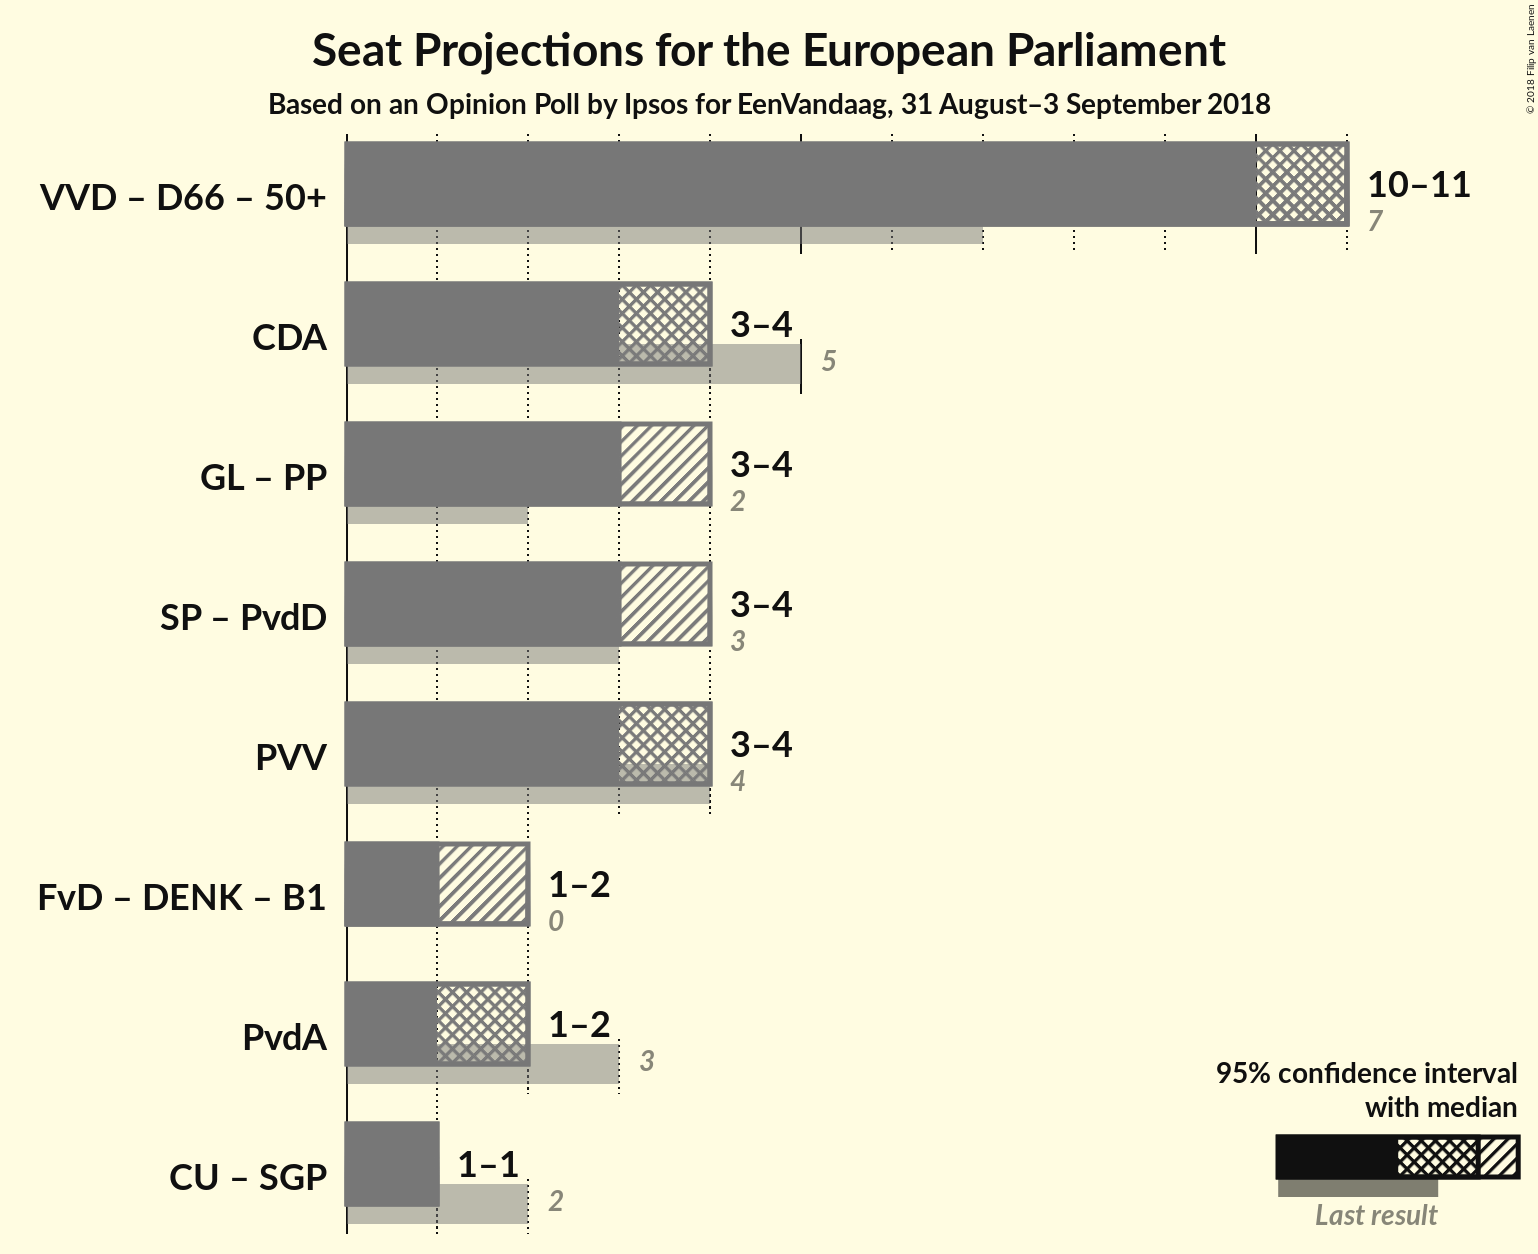 Seat Projections for the European Parliament
Based on an Opinion Poll by Ipsos for EenVandaag, 31 August–3 September 2018
© 2018 Filip van Laenen
VVD – D66 – 50+
10–11
7
CDA
3–4
5
GL – PP
3–4
2
SP – PvdD
3–4
3
PVV
3–4
4
FvD – DENK – B1
1–2
0
PvdA
1–2
3
CU – SGP
1–1
2
95% confidence interval
with median
Last result